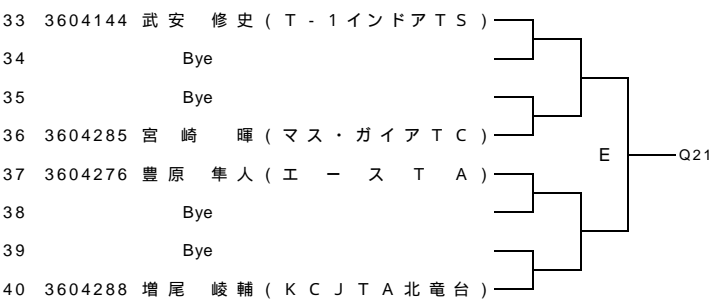 33 3604144 武安 修史(T-1インドアTS)
34 Bye
35 Bye
36 3604285 宮崎 暉(マス・ガイアTC)
E Q21
37 3604276 豊原 隼人(エースTA)
38 Bye
39 Bye
40 3604288 増尾 崚輔(KCJTA北竜台)